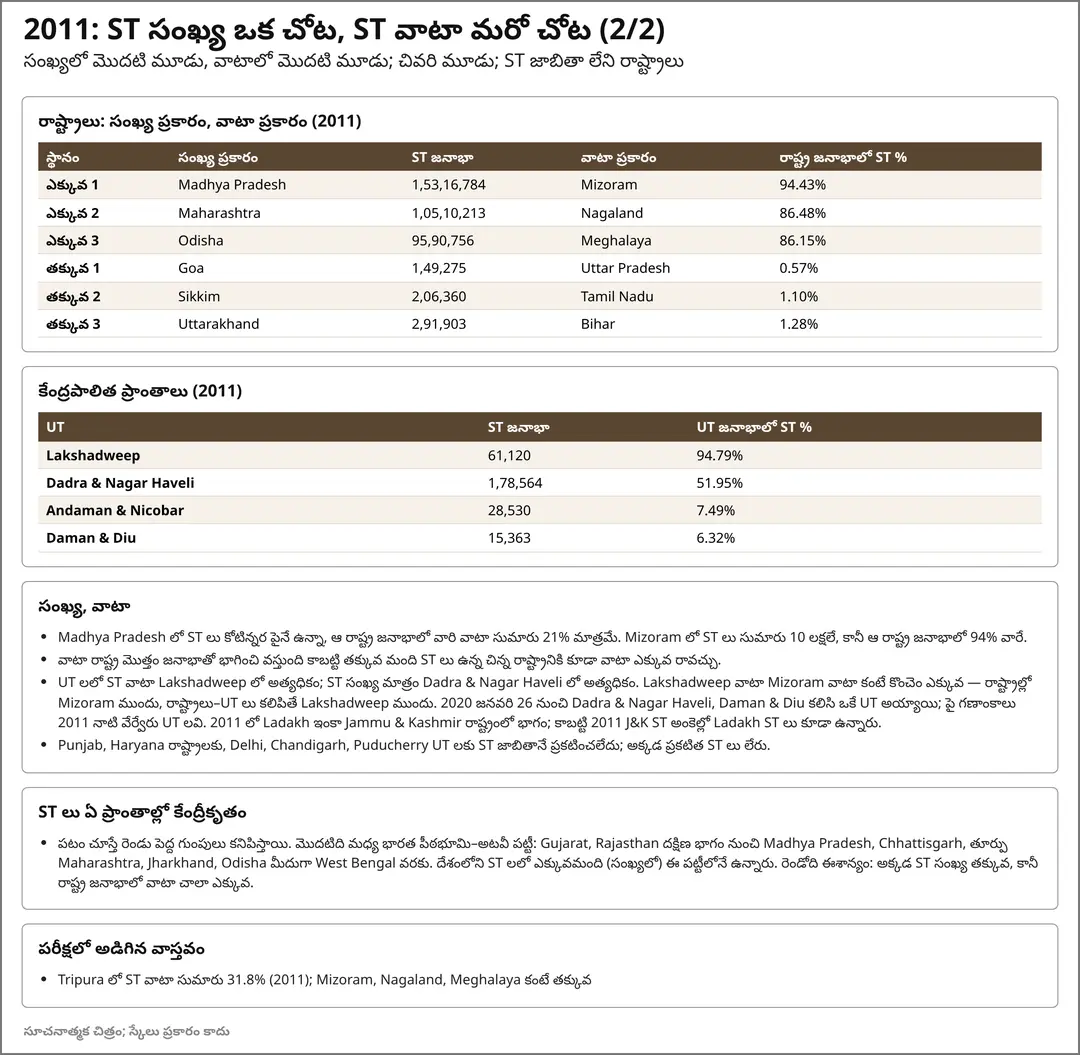 2011: ST సంఖ్య ఒక చోట, ST వాటా మరో చోట (2/2)
సంఖ్యలో మొదటి మూడు, వాటాలో మొదటి మూడు; చివరి మూడు; ST జాబితా లేని రాష్ట్రాలు
రాష్ట్రాలు: సంఖ్య ప్రకారం, వాటా ప్రకారం (2011)
స్థానం సంఖ్య ప్రకారం ST జనాభా వాటా ప్రకారం రాష్ట్ర జనాభాలో ST %
ఎక్కువ 1 Madhya Pradesh 1,53,16,784 Mizoram 94.43%
ఎక్కువ 2 Maharashtra 1,05,10,213 Nagaland 86.48%
ఎక్కువ 3 Odisha 95,90,756 Meghalaya 86.15%
తక్కువ 1 Goa 1,49,275 Uttar Pradesh 0.57%
తక్కువ 2 Sikkim 2,06,360 Tamil Nadu 1.10%
తక్కువ 3 Uttarakhand 2,91,903 Bihar 1.28%
కేంద్రపాలిత ప్రాంతాలు (2011)
UT ST జనాభా UT జనాభాలో ST %
Lakshadweep 61,120 94.79%
Dadra & Nagar Haveli 1,78,564 51.95%
Andaman & Nicobar 28,530 7.49%
Daman & Diu 15,363 6.32%
సంఖ్య, వాటా
• Madhya Pradesh లో ST లు కోటిన్నర పైనే ఉన్నా, ఆ రాష్ట్ర జనాభాలో వారి వాటా సుమారు 21% మాత్రమే. Mizoram లో ST లు సుమారు 10 లక్షలే, కానీ ఆ రాష్ట్ర జనాభాలో 94% వారే.
• వాటా రాష్ట్ర మొత్తం జనాభాతో భాగించి వస్తుంది కాబట్టి తక్కువ మంది ST లు ఉన్న చిన్న రాష్ట్రానికి కూడా వాటా ఎక్కువ రావచ్చు.
• UT లలో ST వాటా Lakshadweep లో అత్యధికం; ST సంఖ్య మాత్రం Dadra & Nagar Haveli లో అత్యధికం. Lakshadweep వాటా Mizoram వాటా కంటే కొంచెం ఎక్కువ — రాష్ట్రాల్లో
Mizoram ముందు, రాష్ట్రాలు–UT లు కలిపితే Lakshadweep ముందు. 2020 జనవరి 26 నుంచి Dadra & Nagar Haveli, Daman & Diu కలిసి ఒకే UT అయ్యాయి; పై గణాంకాలు
2011 నాటి వేర్వేరు UT లవి. 2011 లో Ladakh ఇంకా Jammu & Kashmir రాష్ట్రంలో భాగం; కాబట్టి 2011 J&K ST అంకెల్లో Ladakh ST లు కూడా ఉన్నారు.
• Punjab, Haryana రాష్ట్రాలకు, Delhi, Chandigarh, Puducherry UT లకు ST జాబితానే ప్రకటించలేదు; అక్కడ ప్రకటిత ST లు లేరు.
ST లు ఏ ప్రాంతాల్లో కేంద్రీకృతం
• పటం చూస్తే రెండు పెద్ద గుంపులు కనిపిస్తాయి. మొదటిది మధ్య భారత పీఠభూమి–అటవీ పట్టీ: Gujarat, Rajasthan దక్షిణ భాగం నుంచి Madhya Pradesh, Chhattisgarh, తూర్పు
Maharashtra, Jharkhand, Odisha మీదుగా West Bengal వరకు. దేశంలోని ST లలో ఎక్కువమంది (సంఖ్యలో) ఈ పట్టీలోనే ఉన్నారు. రెండోది ఈశాన్యం: అక్కడ ST సంఖ్య తక్కువ, కానీ
రాష్ట్ర జనాభాలో వాటా చాలా ఎక్కువ.
పరీక్షలో అడిగిన వాస్తవం
• Tripura లో ST వాటా సుమారు 31.8% (2011); Mizoram, Nagaland, Meghalaya కంటే తక్కువ
సూచనాత్మక చిత్రం; స్కేలు ప్రకారం కాదు